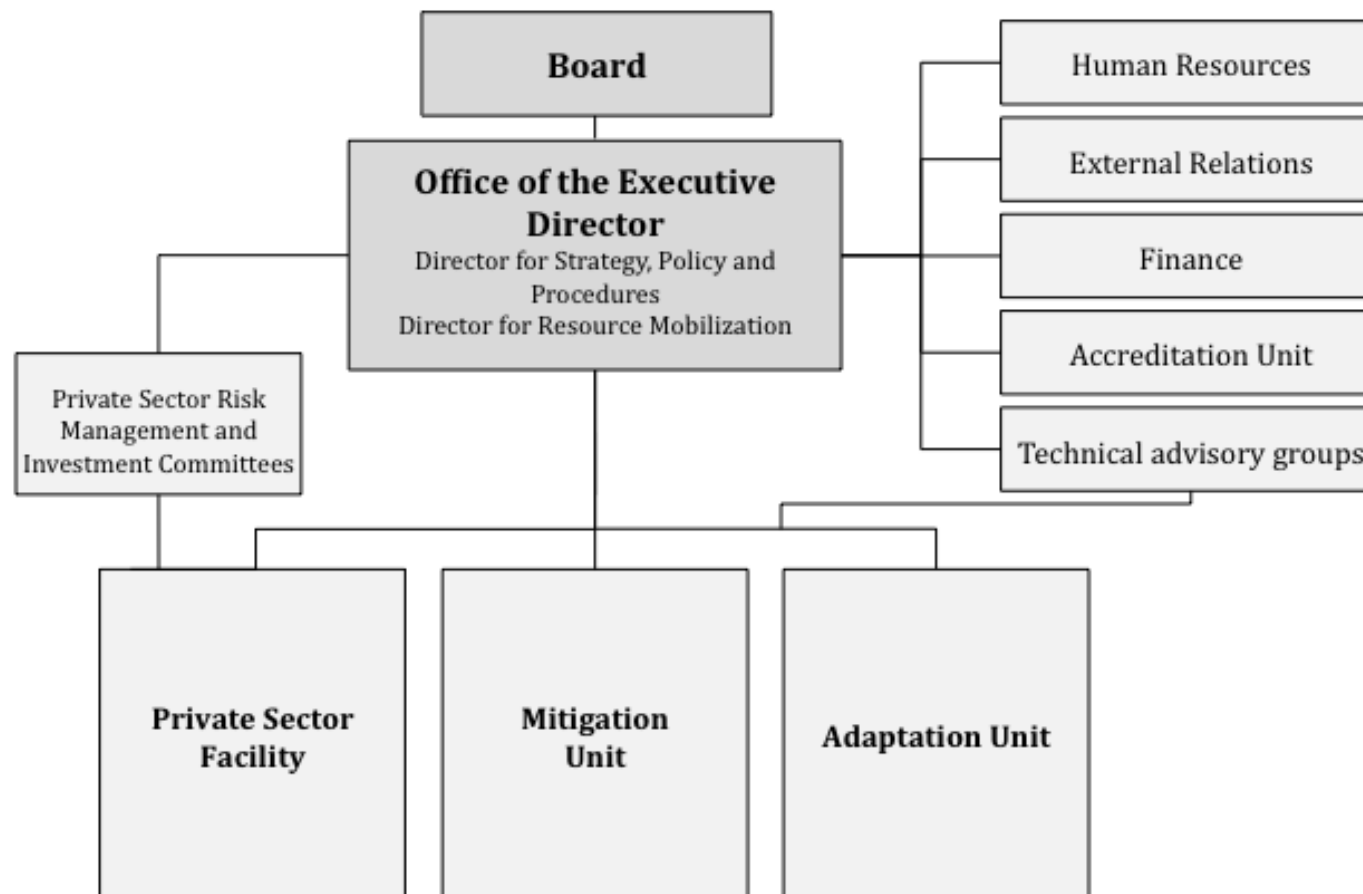 Board
Office of the Executive
Director
Director for Strategy, Policy and
Procedures
Director for Resource Mobilization
Human Resources
External Relations
Finance
Accreditation Unit
Technical advisory groups
Private Sector Risk
Management and
Investment Committees
Private Sector
Facility
Mitigation
Unit
Adaptation Unit